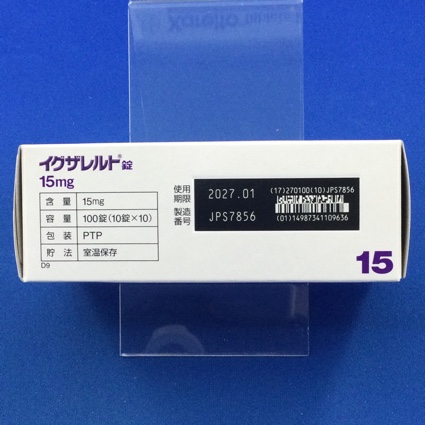 Xarelto
イグザレルト®錠
15mg
含量 15mg
容量 100錠(10錠×10)
包装 PTP
貯法 室温保存
D9
使用期限 2027.01
製造番号 JPS7856
(17)270100(10)JPS7856
(01)14987341109636
15